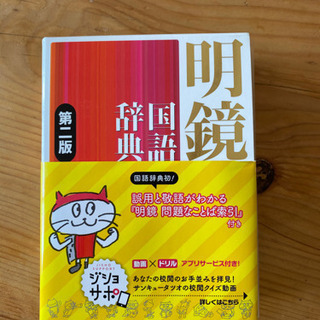 明鏡
国語
辞典
第二版
国語辞典初!
誤用と敬語がわかる
「明鏡 問題なことば索引」
付き
動画×ドリル アプリサービス付き!
ジショ
サポ
あなたの校閲のお手並みを拝見!
サンキュータツオの校閲クイズ動画
詳しくはこちら